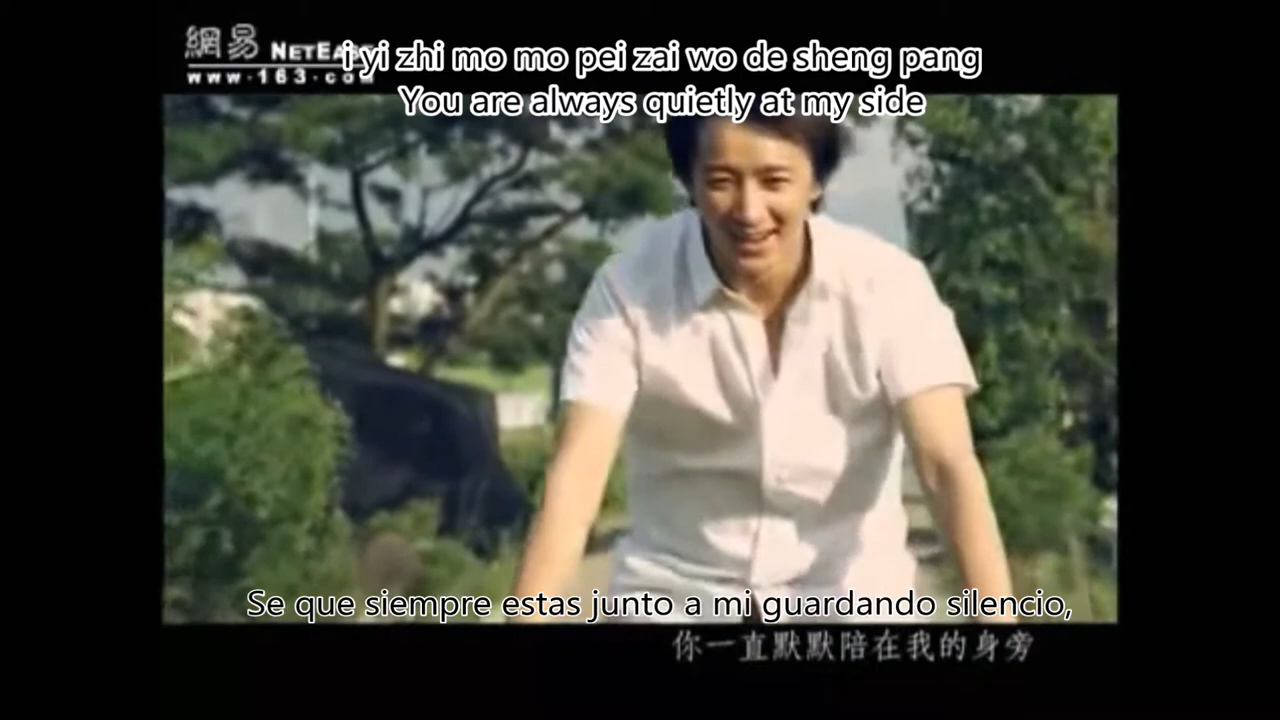 網易 NETEASE
www.163.com
i yi zhi mo mo pei zai wo de sheng pang
You are always quietly at my side
Se que siempre estas junto a mi guardando silencio,
你一直默默陪在我的身旁